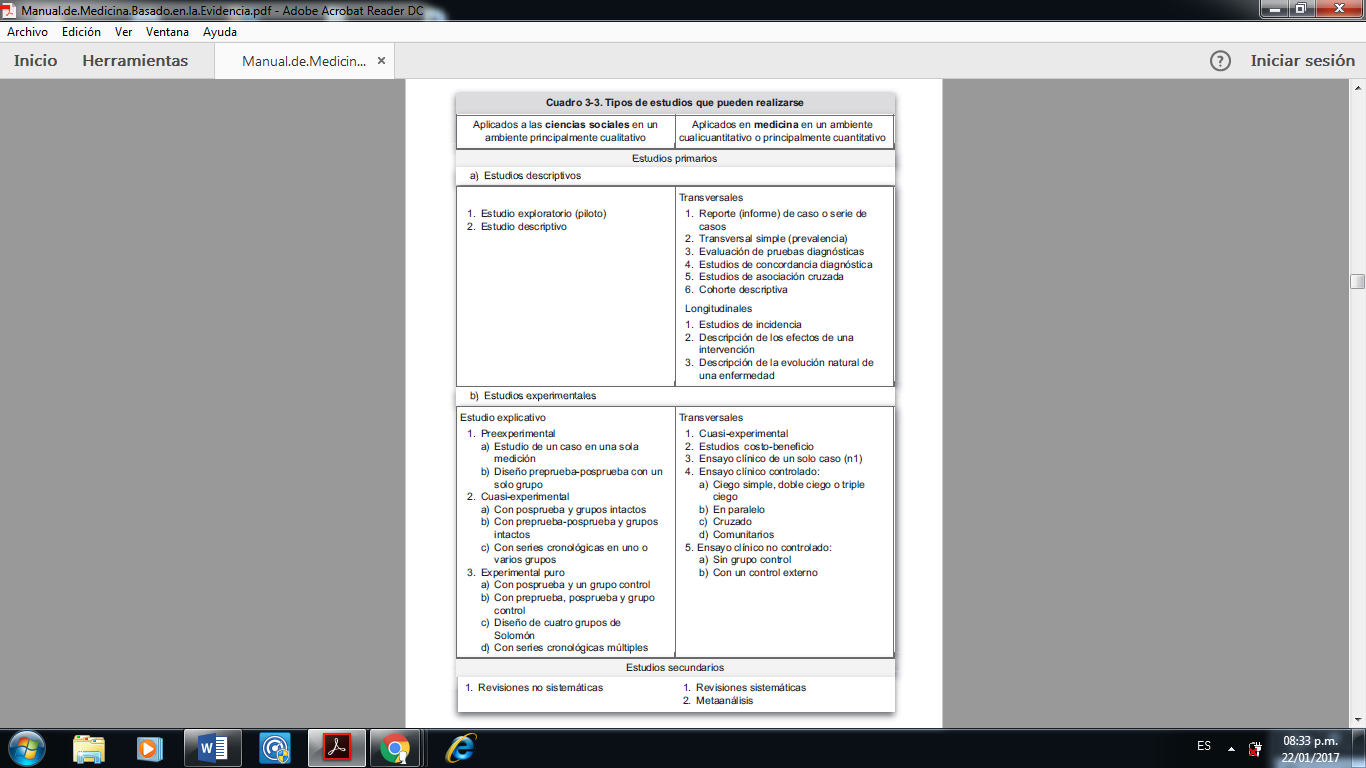 Manual.de.Medicina.Basado.en.la.Evidencia.pdf - Adobe Acrobat Reader DC
Archivo Edición Ver Ventana Ayuda
Inicio Herramientas Manual.de.Medicin... × ? Iniciar sesión
Cuadro 3-3. Tipos de estudios que pueden realizarse
Aplicados a las ciencias sociales en un
ambiente principalmente cualitativo
Aplicados en medicina en un ambiente
cualicuantitativo o principalmente cuantitativo
Estudios primarios
a) Estudios descriptivos
1. Estudio exploratorio (piloto)
2. Estudio descriptivo
Transversales
1. Reporte (informe) de caso o serie de
casos
2. Transversal simple (prevalencia)
3. Evaluación de pruebas diagnósticas
4. Estudios de concordancia diagnóstica
5. Estudios de asociación cruzada
6. Cohorte descriptiva
Longitudinales
1. Estudios de incidencia
2. Descripción de los efectos de una
intervención
3. Descripción de la evolución natural de
una enfermedad
b) Estudios experimentales
Estudio explicativo
1. Preexperimental
a) Estudio de un caso en una sola
medición
b) Diseño preprueba-posprueba con un
solo grupo
2. Cuasi-experimental
a) Con posprueba y grupos intactos
b) Con preprueba-posprueba y grupos
intactos
c) Con series cronológicas en uno o
varios grupos
3. Experimental puro
a) Con posprueba y un grupo control
b) Con preprueba, posprueba y grupo
control
c) Diseño de cuatro grupos de
Solomón
d) Con series cronológicas múltiples
Transversales
1. Cuasi-experimental
2. Estudios costo-beneficio
3. Ensayo clínico de un solo caso (n1)
4. Ensayo clínico controlado:
a) Ciego simple, doble ciego o triple
ciego
b) En paralelo
c) Cruzado
d) Comunitarios
5. Ensayo clínico no controlado:
a) Sin grupo control
b) Con un control externo
Estudios secundarios
1. Revisiones no sistemáticas
1. Revisiones sistemáticas
2. Metaanálisis
ES
08:33 p.m.
22/01/2017